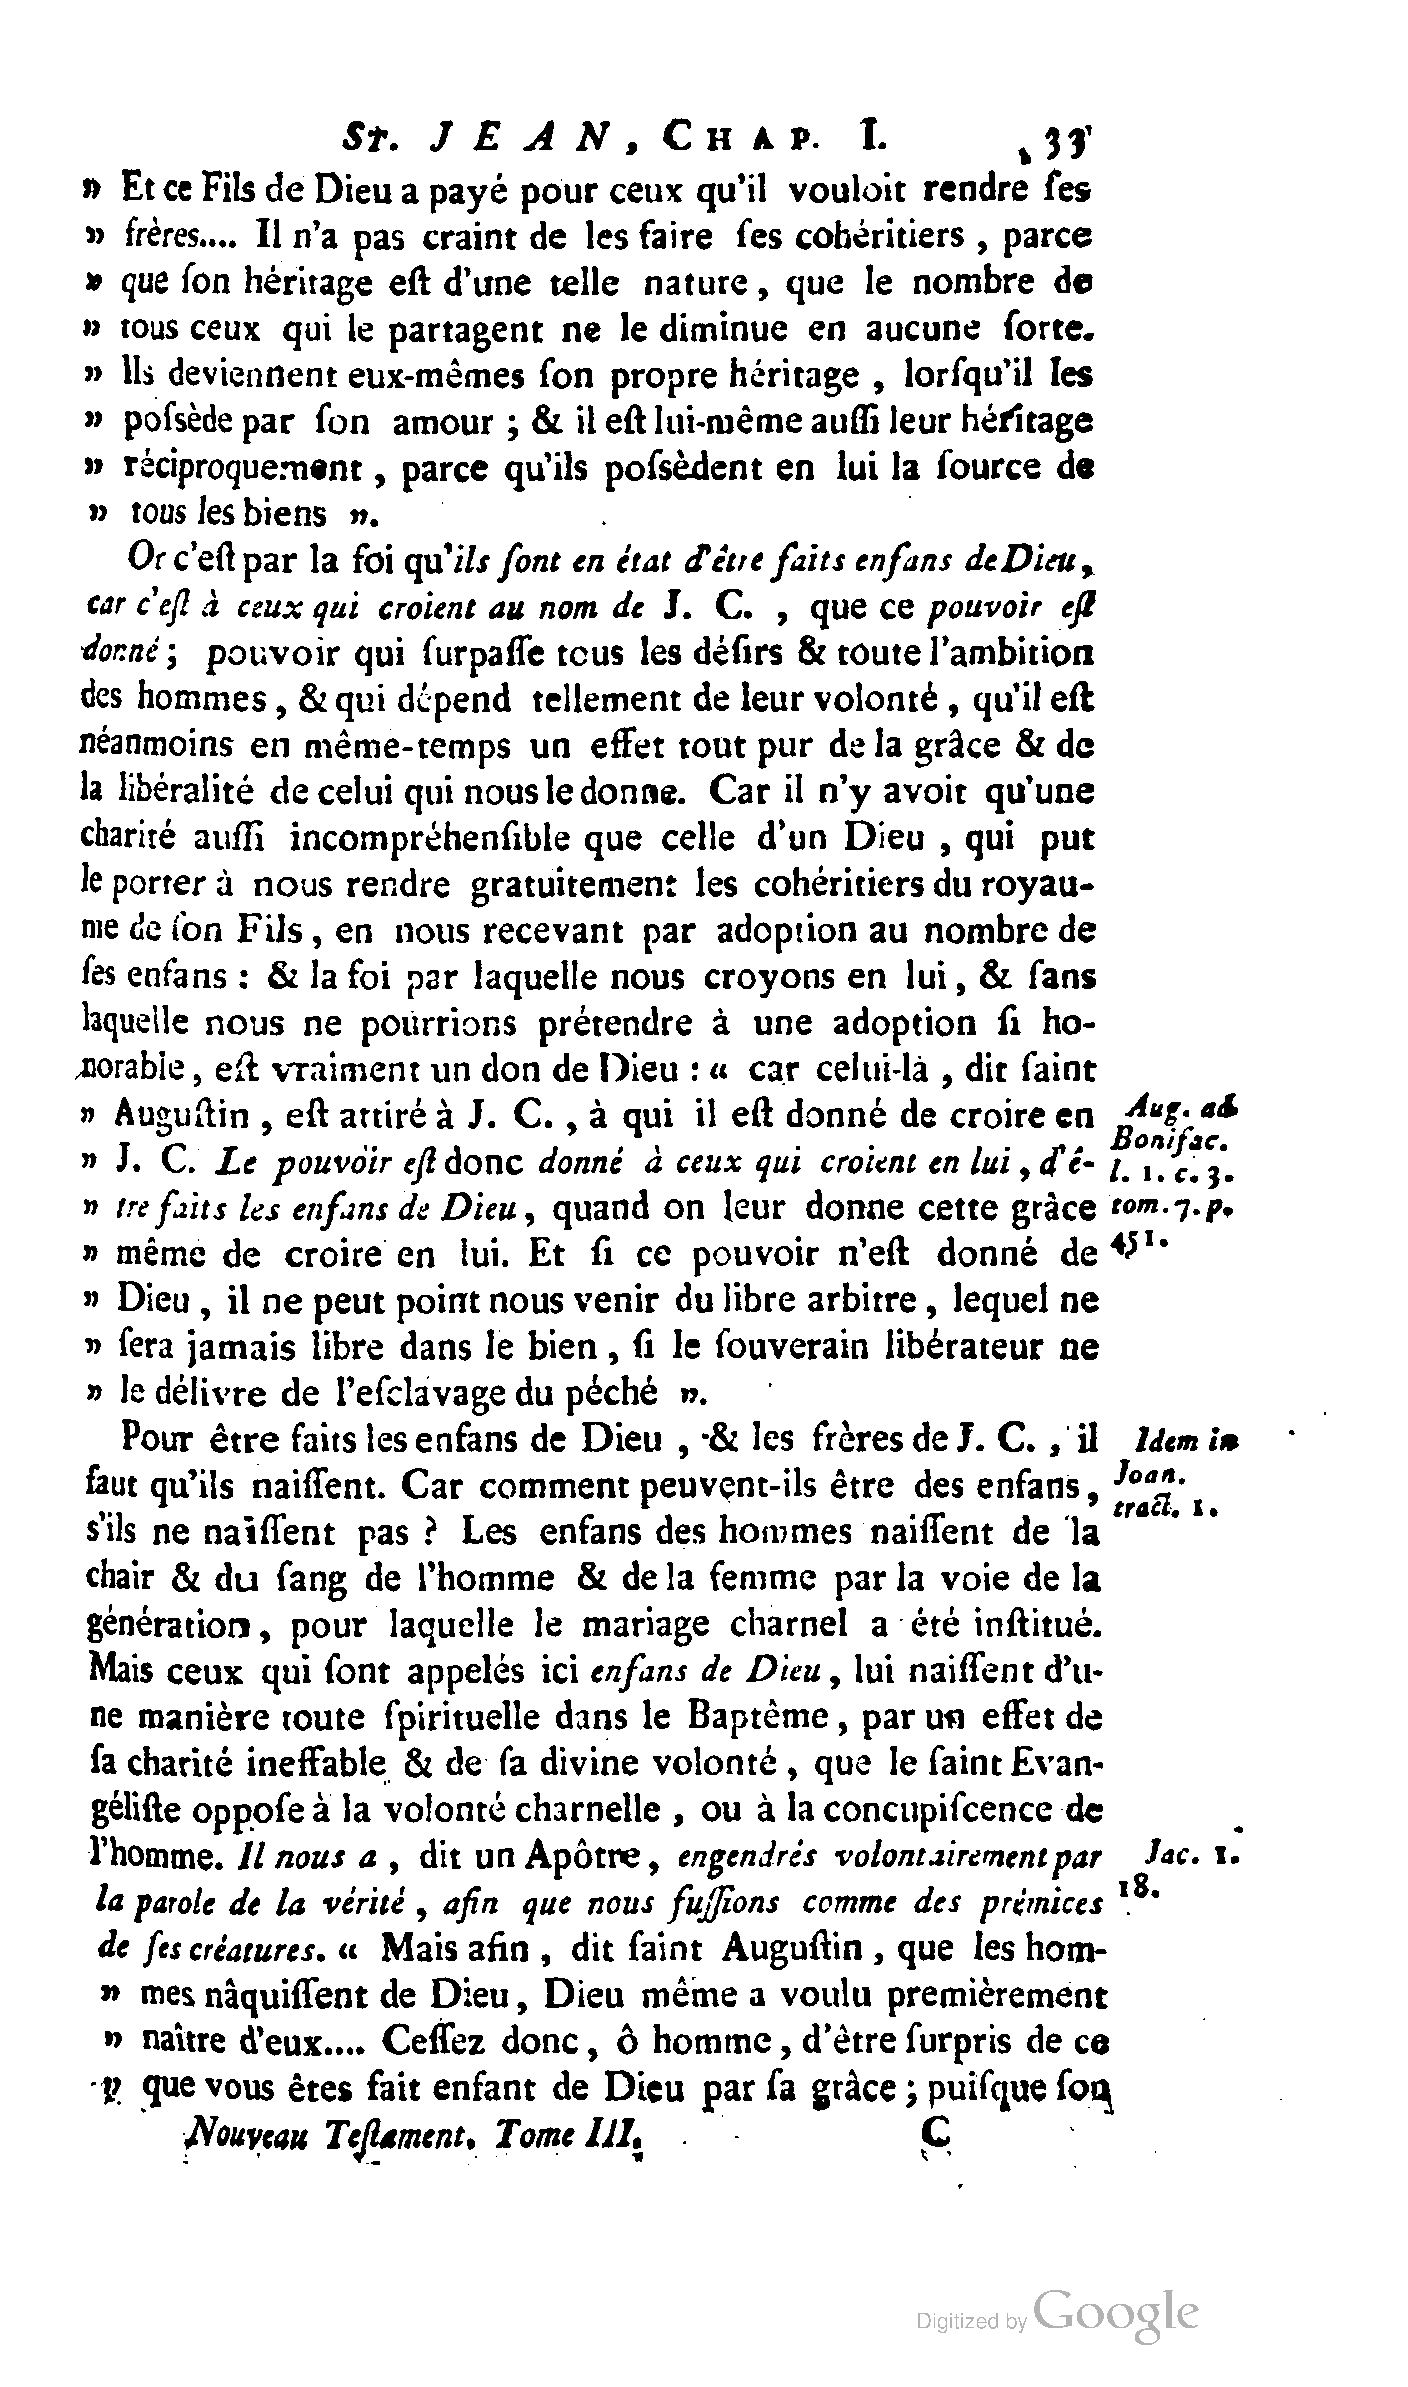 St. JEAN, CHAP. I. 33
» Et ce Fils de Dieu a payé pour ceux qu'il vouloit rendre ſes
» frères.... Il n'a pas craint de les faire ſes cohéritiers, parce
» que ſon héritage eſt d'une telle nature, que le nombre de
» tous ceux qui le partagent ne le diminue en aucune ſorte.
» Ils deviennent eux-mêmes ſon propre héritage, lorſqu'il les
» poſsède par ſon amour; & il eſt lui-même auſſi leur héritage
» réciproquement, parce qu'ils poſsèdent en lui la ſource de
» tous les biens ».
Or c'eſt par la foi qu'ils ſont en état d'être faits enfans de Dieu,
car c'eſt à ceux qui croient au nom de J. C., que ce pouvoir eſt
donné; pouvoir qui ſurpaſſe tous les déſirs & toute l'ambition
des hommes, & qui dépend tellement de leur volonté, qu'il eſt
néanmoins en même-temps un effet tout pur de la grâce & de
la libéralité de celui qui nous le donne. Car il n'y avoit qu'une
charité auſſi incompréhenſible que celle d'un Dieu, qui put
le porter à nous rendre gratuitement les cohéritiers du royau-
me de ſon Fils, en nous recevant par adoption au nombre de
ſes enfans : & la foi par laquelle nous croyons en lui, & ſans
laquelle nous ne pourrions prétendre à une adoption ſi ho-
norable, eſt vraiment un don de Dieu : « car celui-là, dit ſaint
» Auguſtin, eſt attiré à J. C., à qui il eſt donné de croire en
» J. C. Le pouvoir eſt donc donné à ceux qui croient en lui, d'ê-
» tre faits les enfans de Dieu, quand on leur donne cette grâce
» même de croire en lui. Et ſi ce pouvoir n'eſt donné de
» Dieu, il ne peut point nous venir du libre arbitre, lequel ne
» ſera jamais libre dans le bien, ſi le ſouverain libérateur ne
» le délivre de l'eſclavage du péché ».
Aug. ad
Bonifac.
l. 1. c. 3.
tom. 7. p.
451.
Pour être faits les enfans de Dieu, & les frères de J. C., il
faut qu'ils naiſſent. Car comment peuvent-ils être des enfans,
s'ils ne naiſſent pas ? Les enfans des hommes naiſſent de la
chair & du ſang de l'homme & de la femme par la voie de la
génération, pour laquelle le mariage charnel a été inſtitué.
Mais ceux qui ſont appelés ici enfans de Dieu, lui naiſſent d'u-
ne manière toute ſpirituelle dans le Baptême, par un effet de
ſa charité ineffable & de ſa divine volonté, que le ſaint Evan-
géliſte oppoſe à la volonté charnelle, ou à la concupiſcence de
l'homme. Il nous a, dit un Apôtre, engendrés volontairement par
la parole de la vérité, afin que nous fuſſions comme des prémices
de ſes créatures. « Mais afin, dit ſaint Auguſtin, que les hom-
» mes nâquiſſent de Dieu, Dieu même a voulu premièrement
» naître d'eux.... Ceſſez donc, ô homme, d'être ſurpris de ce
» que vous êtes fait enfant de Dieu par ſa grâce; puiſque ſon
Idem in
Joan.
tract. 1.
Jac. 1.
18.
Nouveau Teſtament. Tome III. C
Digitized by Google